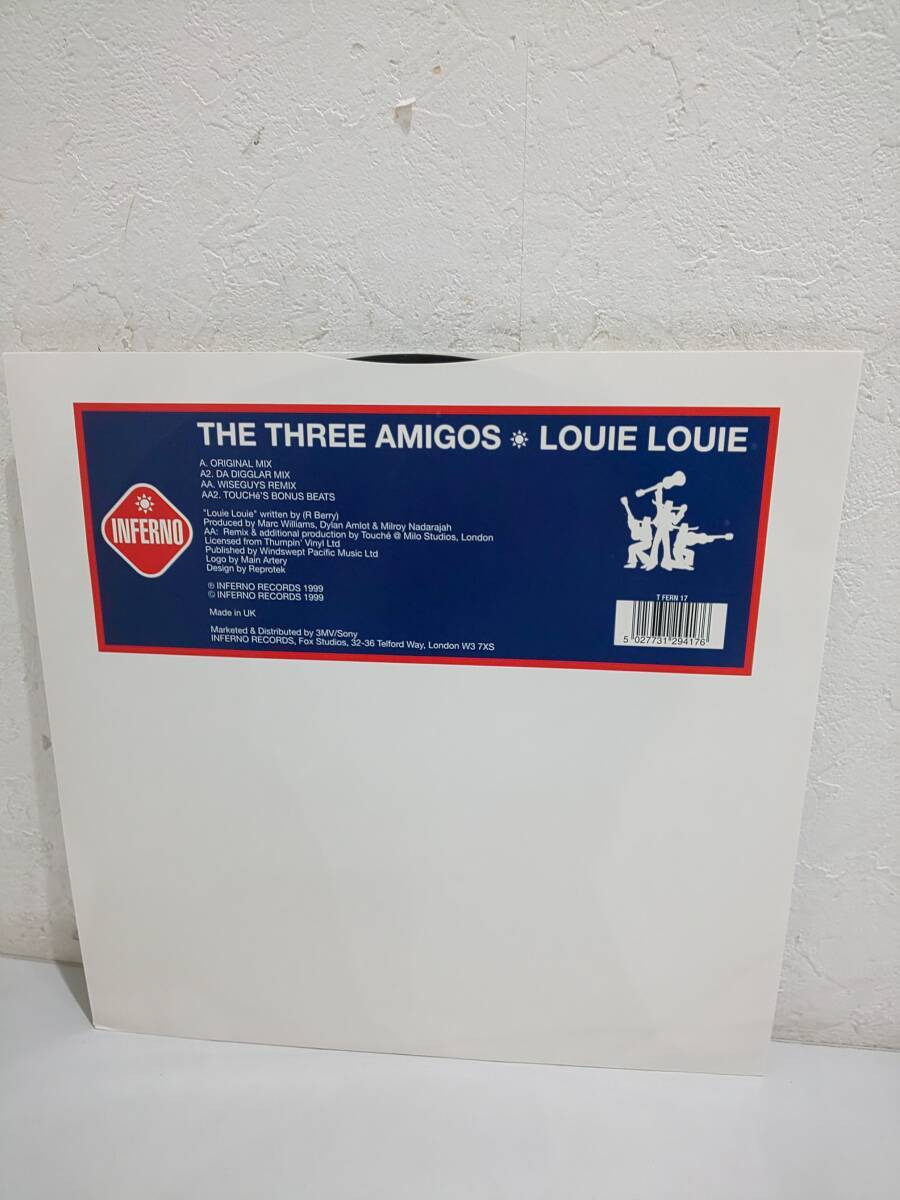 THE THREE AMIGOS ☀ LOUIE LOUIE
A. ORIGINAL MIX
A2. DA DIGGLAR MIX
AA. WISEGUYS REMIX
AA2. TOUCHé'S BONUS BEATS
INFERNO
"Louie Louie" written by (R Berry)
Produced by Marc Williams, Dylan Amlot & Milroy Nadarajah
AA: Remix & additional production by Touché @ Milo Studios, London
Licensed from Thumpin' Vinyl Ltd
Published by Windswept Pacific Music Ltd
Logo by Main Artery
Design by Reprotek
℗ INFERNO RECORDS 1999
© INFERNO RECORDS 1999
Made in UK
Marketed & Distributed by 3MV/Sony
INFERNO RECORDS, Fox Studios, 32-36 Telford Way, London W3 7XS
T FERN 17
5 027731 294176